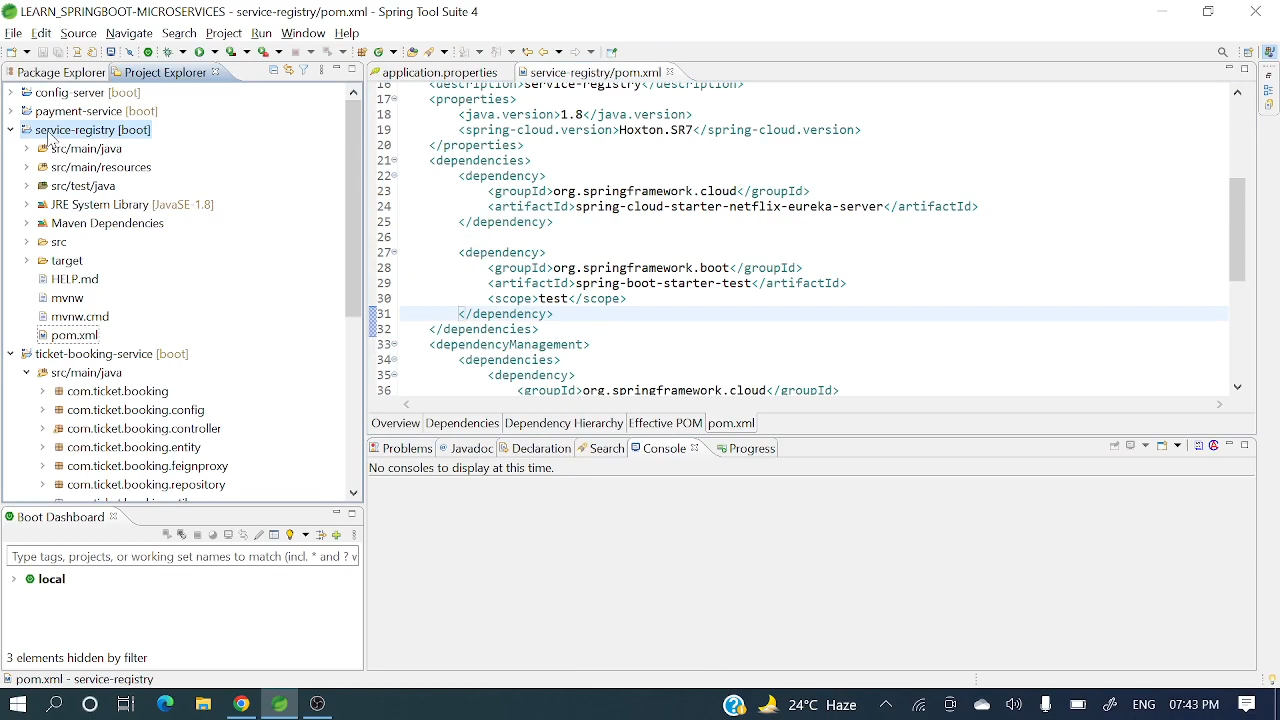 LEARN_SPRINGBOOT-MICROSERVICES - service-registry/pom.xml - Spring Tool Suite 4
File Edit Source Navigate Search Project Run Window Help
Package Explorer Project Explorer
config-server [boot]
payment-service [boot]
service-registry [boot]
src/main/java
src/main/resources
src/test/java
JRE System Library [JavaSE-1.8]
Maven Dependencies
src
target
HELP.md
mvnw
mvnw.cmd
pom.xml
ticket-booking-service [boot]
src/main/java
com.ticket.booking
com.ticket.booking.config
com.ticket.booking.controller
com.ticket.booking.entity
com.ticket.booking.feignproxy
com.ticket.booking.repository
application.properties service-registry/pom.xml
16 <description>service-registry</description>
17 <properties>
18 <java.version>1.8</java.version>
19 <spring-cloud.version>Hoxton.SR7</spring-cloud.version>
20 </properties>
21 <dependencies>
22 <dependency>
23 <groupId>org.springframework.cloud</groupId>
24 <artifactId>spring-cloud-starter-netflix-eureka-server</artifactId>
25 </dependency>
26
27 <dependency>
28 <groupId>org.springframework.boot</groupId>
29 <artifactId>spring-boot-starter-test</artifactId>
30 <scope>test</scope>
31 </dependency>
32 </dependencies>
33 <dependencyManagement>
34 <dependencies>
35 <dependency>
36 <groupId>org.springframework.cloud</groupId>
Overview Dependencies Dependency Hierarchy Effective POM pom.xml
Problems @ Javadoc Declaration Search Console Progress
No consoles to display at this time.
Boot Dashboard
Type tags, projects, or working set names to match (incl. * and ? v
local
3 elements hidden by filter
pom.xml - service-registry
24°C Haze
ENG
07:43 PM